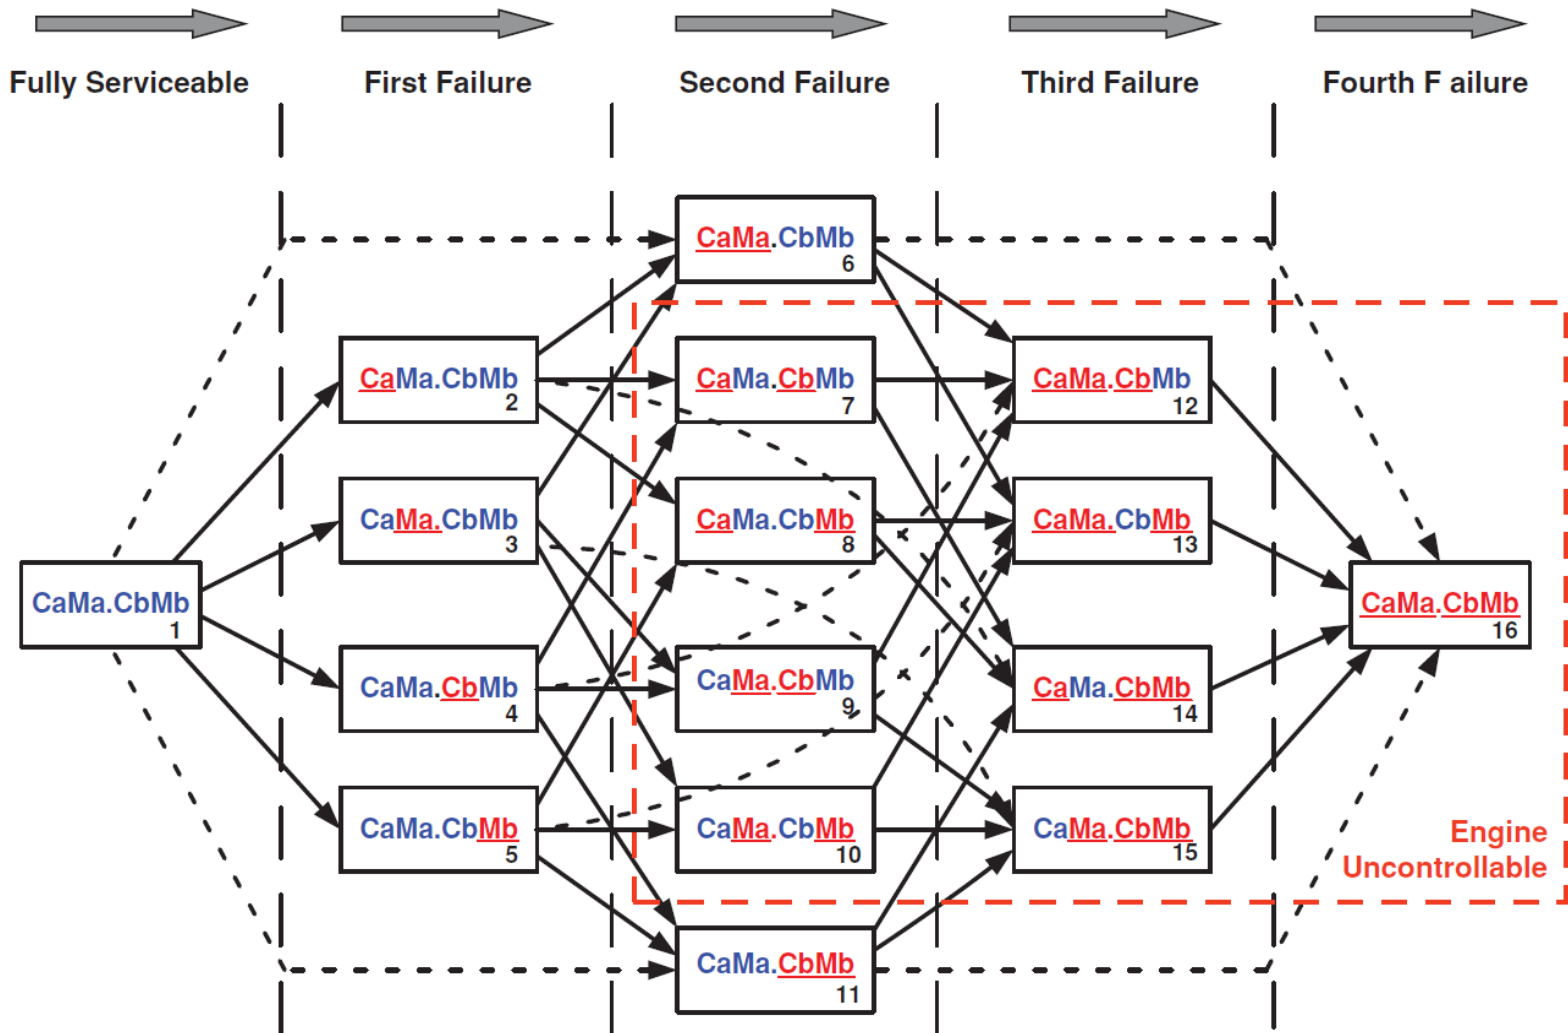 Fully Serviceable
First Failure
Second Failure
Third Failure
Fourth F ailure
CaMa.CbMb
1
CaMa.CbMb
2
CaMa.CbMb
3
CaMa.CbMb
4
CaMa.CbMb
5
CaMa.CbMb
6
CaMa.CbMb
7
CaMa.CbMb
8
CaMa.CbMb
9
CaMa.CbMb
10
CaMa.CbMb
11
CaMa.CbMb
12
CaMa.CbMb
13
CaMa.CbMb
14
CaMa.CbMb
15
CaMa.CbMb
16
Engine
Uncontrollable